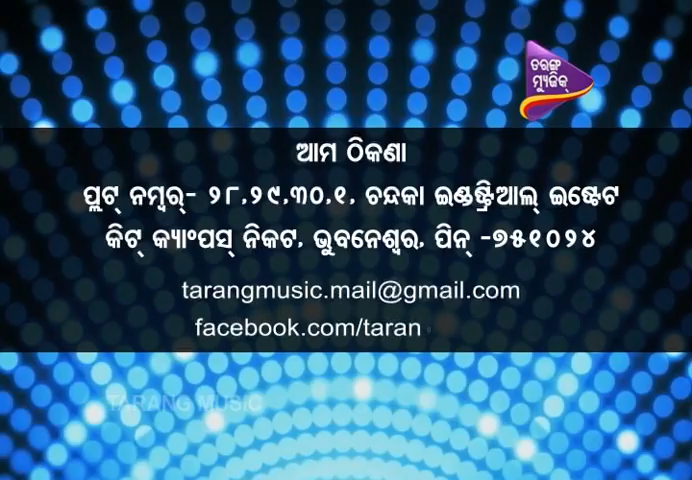 ତରଙ୍ଗ
ମ୍ୟୁଜିକ୍
ଆମ ଠିକଣା
ପ୍ଲଟ୍ ନମ୍ବର୍- ୨୮,୨୯,୩୦,୧, ଚନ୍ଦକା ଇଣ୍ଡଷ୍ଟ୍ରିଆଲ୍ ଇଷ୍ଟେଟ
କିଟ୍ କ୍ୟାଂପସ୍ ନିକଟ, ଭୁବନେଶ୍ୱର, ପିନ୍ -୭୫୧୦୨୪
tarangmusic.mail@gmail.com
facebook.com/taran
TARANG MUSIC